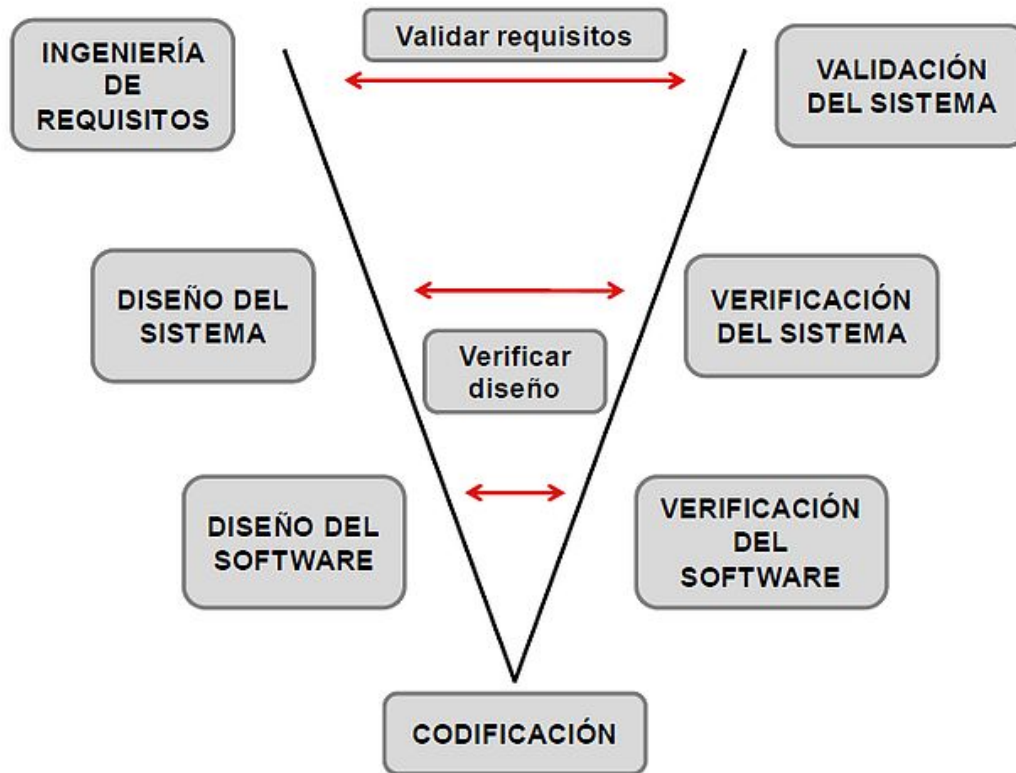 INGENIERÍA
DE
REQUISITOS
Validar requisitos
VALIDACIÓN
DEL SISTEMA
DISEÑO DEL
SISTEMA
Verificar
diseño
VERIFICACIÓN
DEL SISTEMA
DISEÑO DEL
SOFTWARE
VERIFICACIÓN
DEL
SOFTWARE
CODIFICACIÓN